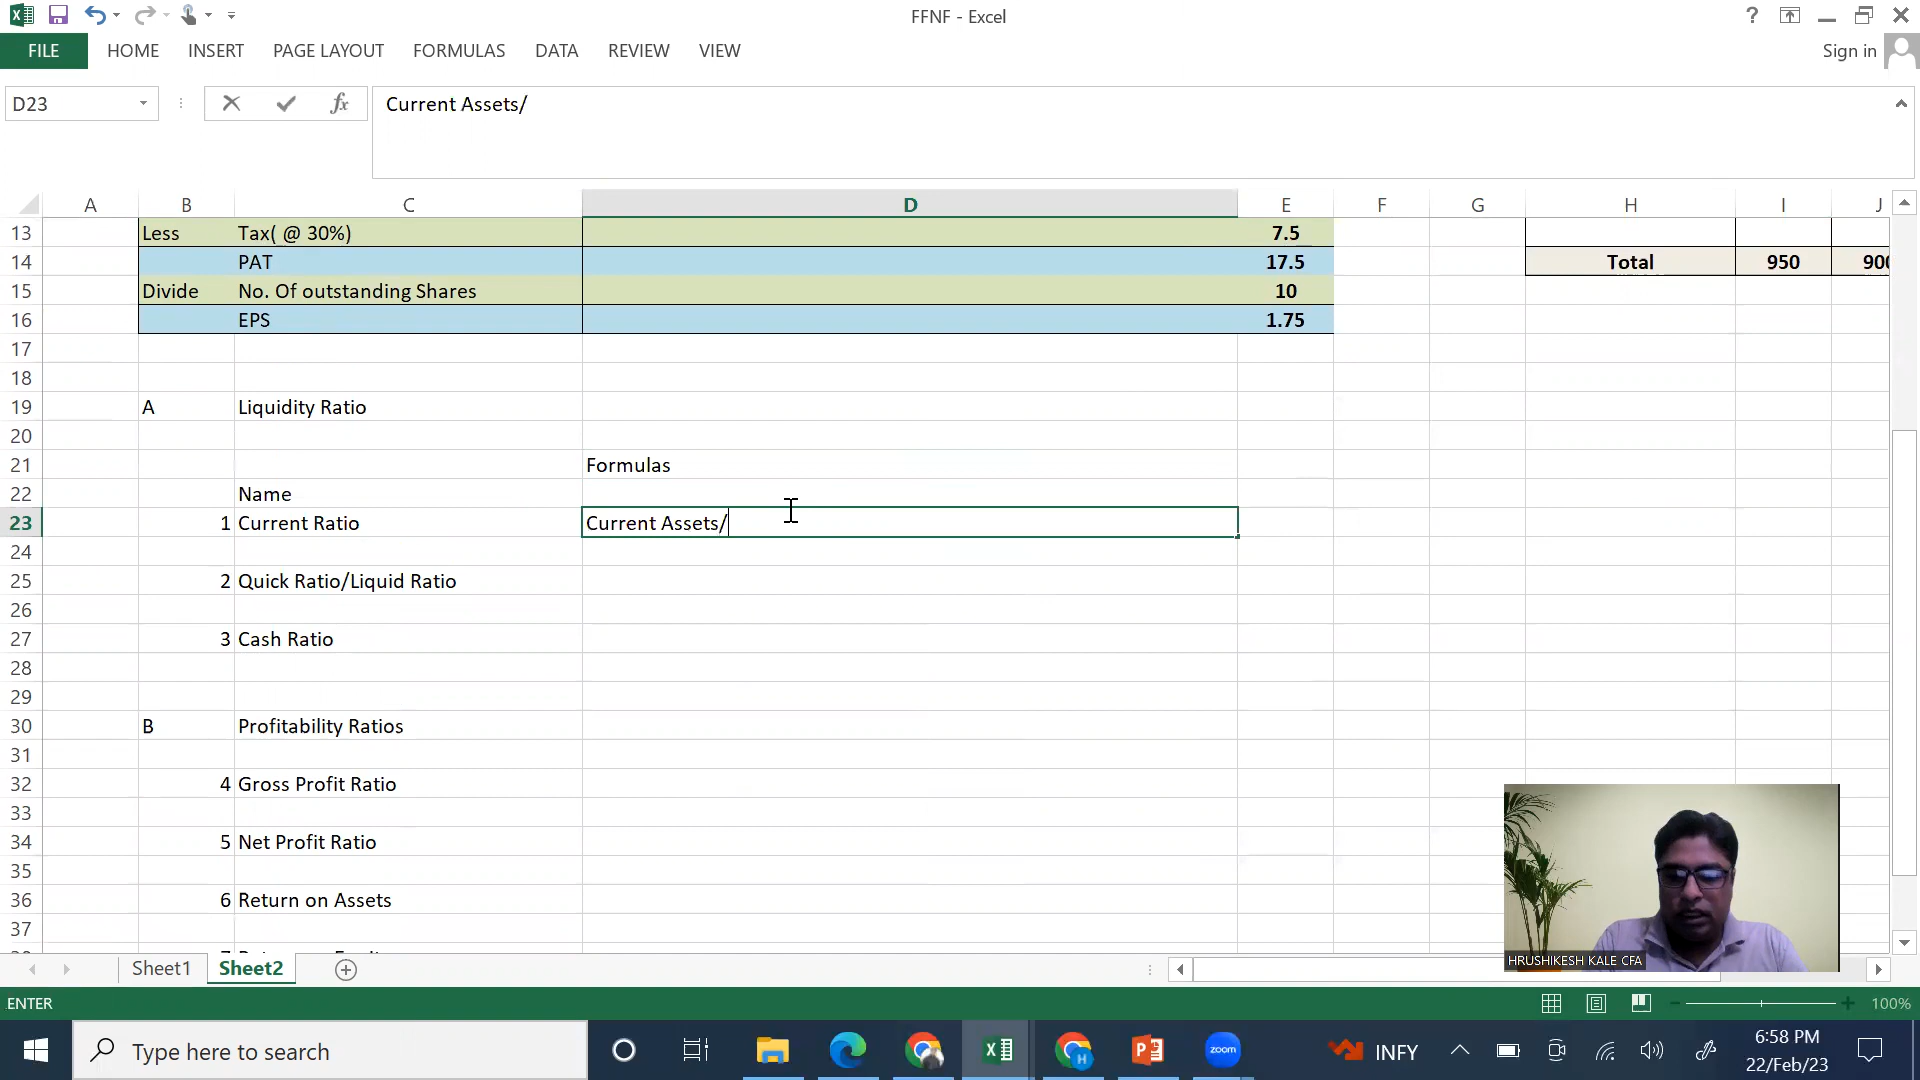 FFNF - Excel
FILE HOME INSERT PAGE LAYOUT FORMULAS DATA REVIEW VIEW Sign in
D23 fx Current Assets/
A B C D E F G H I J
13 Less Tax( @ 30%) 7.5
14 PAT 17.5 Total 950
15 Divide No. Of outstanding Shares 10
16 EPS 1.75
17
18
19 A Liquidity Ratio
20
21 Formulas
22 Name
23 1 Current Ratio Current Assets/
24
25 2 Quick Ratio/Liquid Ratio
26
27 3 Cash Ratio
28
29
30 B Profitability Ratios
31
32 4 Gross Profit Ratio
33
34 5 Net Profit Ratio
35
36 6 Return on Assets
37
HRUSHIKESH KALE CFA
Sheet1 Sheet2
ENTER 100%
Type here to search
zoom
INFY
6:58 PM
22/Feb/23